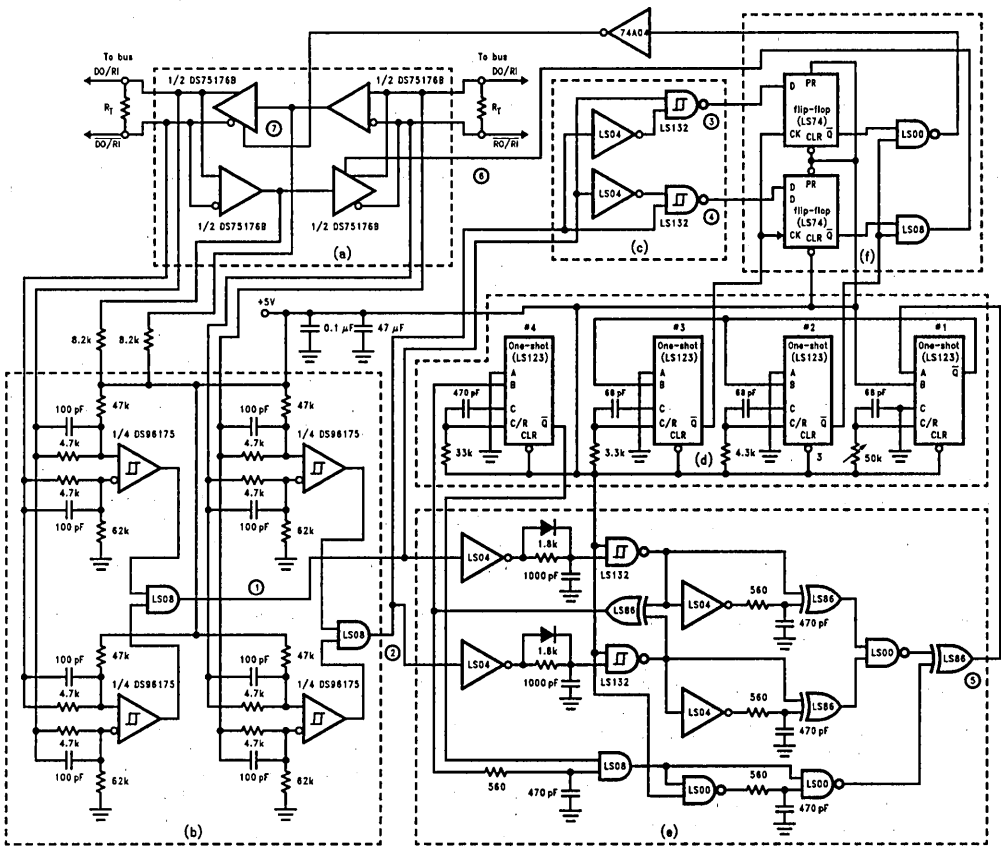 74A04
To bus
DO/RI
1/2 DS75176B
1/2 DS75176B
To bus
DO/RI
RT
DO/RI
7
RT
RO/RI
6
1/2 DS75176B
1/2 DS75176B
(a)
LS04
LS132
3
LS04
LS132
4
(c)
PR
D
flip-flop
(LS74)
CK
CLR
Q
LS00
PR
D
D
flip-flop
(LS74)
CK
CLR
Q
LS08
(f)
+5V
0.1 µF
47 µF
8.2k
8.2k
#4
One-shot
(LS123)
A
B
C
C/R
Q
CLR
470 pF
33k
#3
One-shot
(LS123)
A
B
C
C/R
Q
CLR
68 pF
3.3k
(d)
#2
One-shot
(LS123)
A
B
C
C/R
Q
CLR
3
68 pF
4.3k
#1
One-shot
(LS123)
A
B
Q
C
C/R
CLR
68 pF
50k
100 pF
47k
4.7k
1/4 DS96175
4.7k
100 pF
62k
100 pF
47k
4.7k
1/4 DS96175
4.7k
100 pF
62k
LS08
1
LS08
2
100 pF
47k
4.7k
1/4 DS96175
4.7k
100 pF
62k
100 pF
47k
4.7k
1/4 DS96175
4.7k
100 pF
62k
(b)
LS04
1.8k
1000 pF
LS132
LS86
LS04
560
470 pF
LS86
LS04
1.8k
1000 pF
LS132
LS04
560
470 pF
LS86
LS00
LS86
5
560
470 pF
LS08
LS00
560
470 pF
LS00
(e)